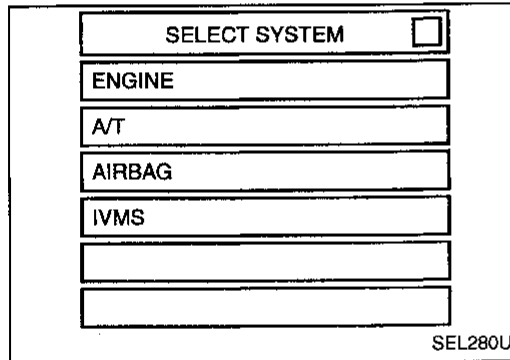 SELECT SYSTEM
ENGINE
A/T
AIRBAG
IVMS
SEL280U